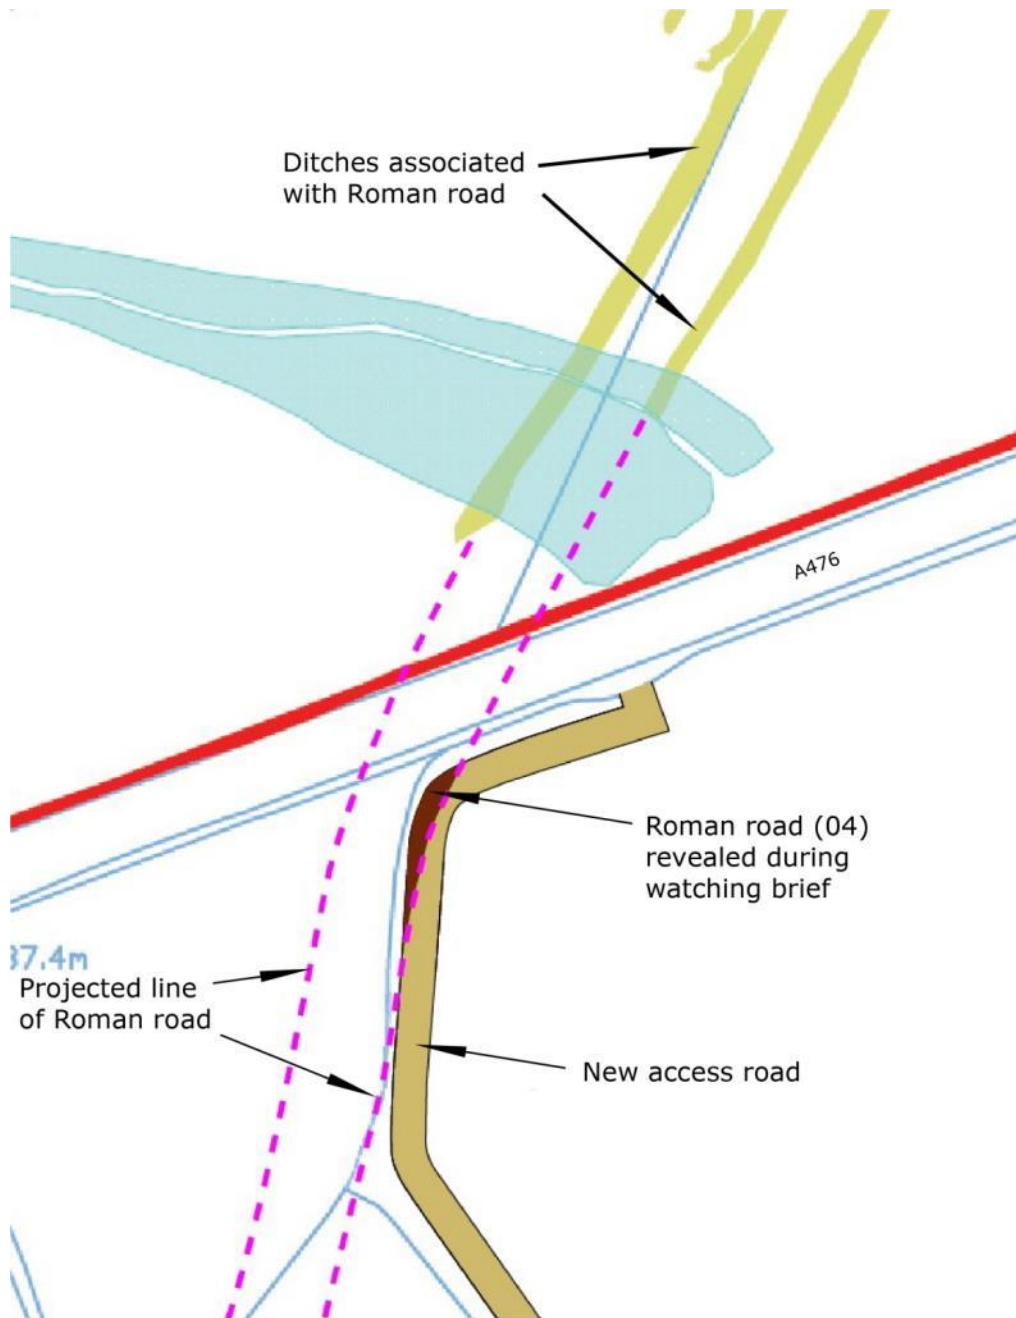 Ditches associated
with Roman road
A476
Roman road (04)
revealed during
watching brief
37.4m
Projected line
of Roman road
New access road